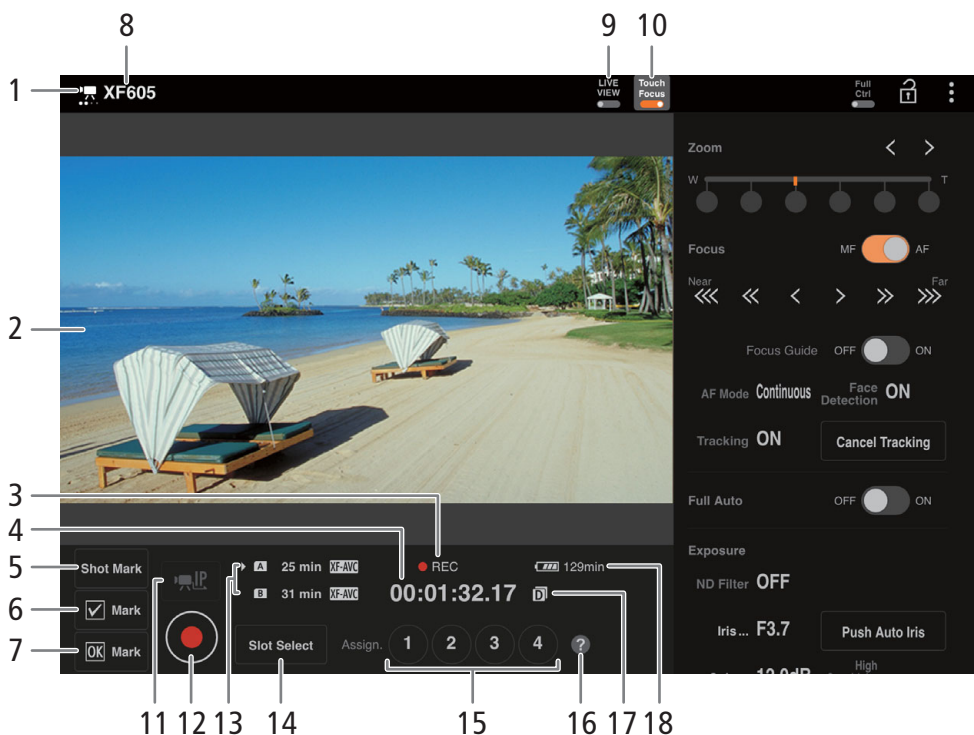 8 9 10
1 XF605 LIVE VIEW Touch Focus Full Ctrl
Zoom
W T
Focus MF AF
Near Far
2
Focus Guide OFF ON
AF Mode Continuous Face Detection ON
Tracking ON Cancel Tracking
3
4
Full Auto OFF ON
5 Shot Mark IP A 25 min XF-AVC REC 129min
Exposure
6 Mark B 31 min XF-AVC 00:01:32.17 D
ND Filter OFF
7 OK Mark Slot Select Assign. 1 2 3 4 ?
Iris... F3.7 Push Auto Iris
High
11 12 13 14 15 16 17 18